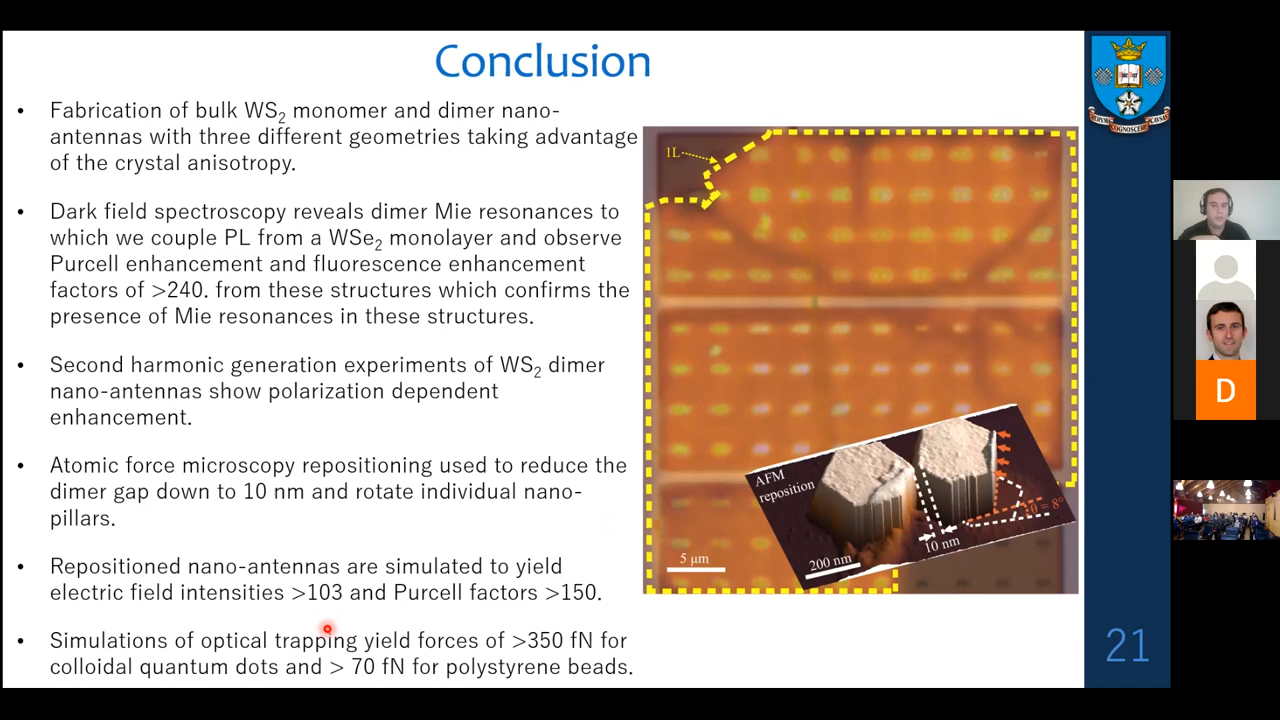 Conclusion
• Fabrication of bulk WS2 monomer and dimer nano-
antennas with three different geometries taking advantage
of the crystal anisotropy.
• Dark field spectroscopy reveals dimer Mie resonances to
which we couple PL from a WSe2 monolayer and observe
Purcell enhancement and fluorescence enhancement
factors of >240. from these structures which confirms the
presence of Mie resonances in these structures.
• Second harmonic generation experiments of WS2 dimer
nano-antennas show polarization dependent
enhancement.
• Atomic force microscopy repositioning used to reduce the
dimer gap down to 10 nm and rotate individual nano-
pillars.
• Repositioned nano-antennas are simulated to yield
electric field intensities >103 and Purcell factors >150.
• Simulations of optical trapping yield forces of >350 fN for
colloidal quantum dots and > 70 fN for polystyrene beads.
1L
AFM
reposition
θ = 8°
10 nm
200 nm
5 μm
21
D